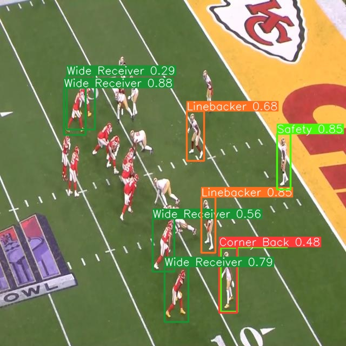 KC
Wide Receiver 0.29
Wide Receiver 0.88
Linebacker 0.68
Safety 0.85
Linebacker 0.85
Wide Receiver 0.56
Corner Back 0.48
Wide Receiver 0.79
OWL
10